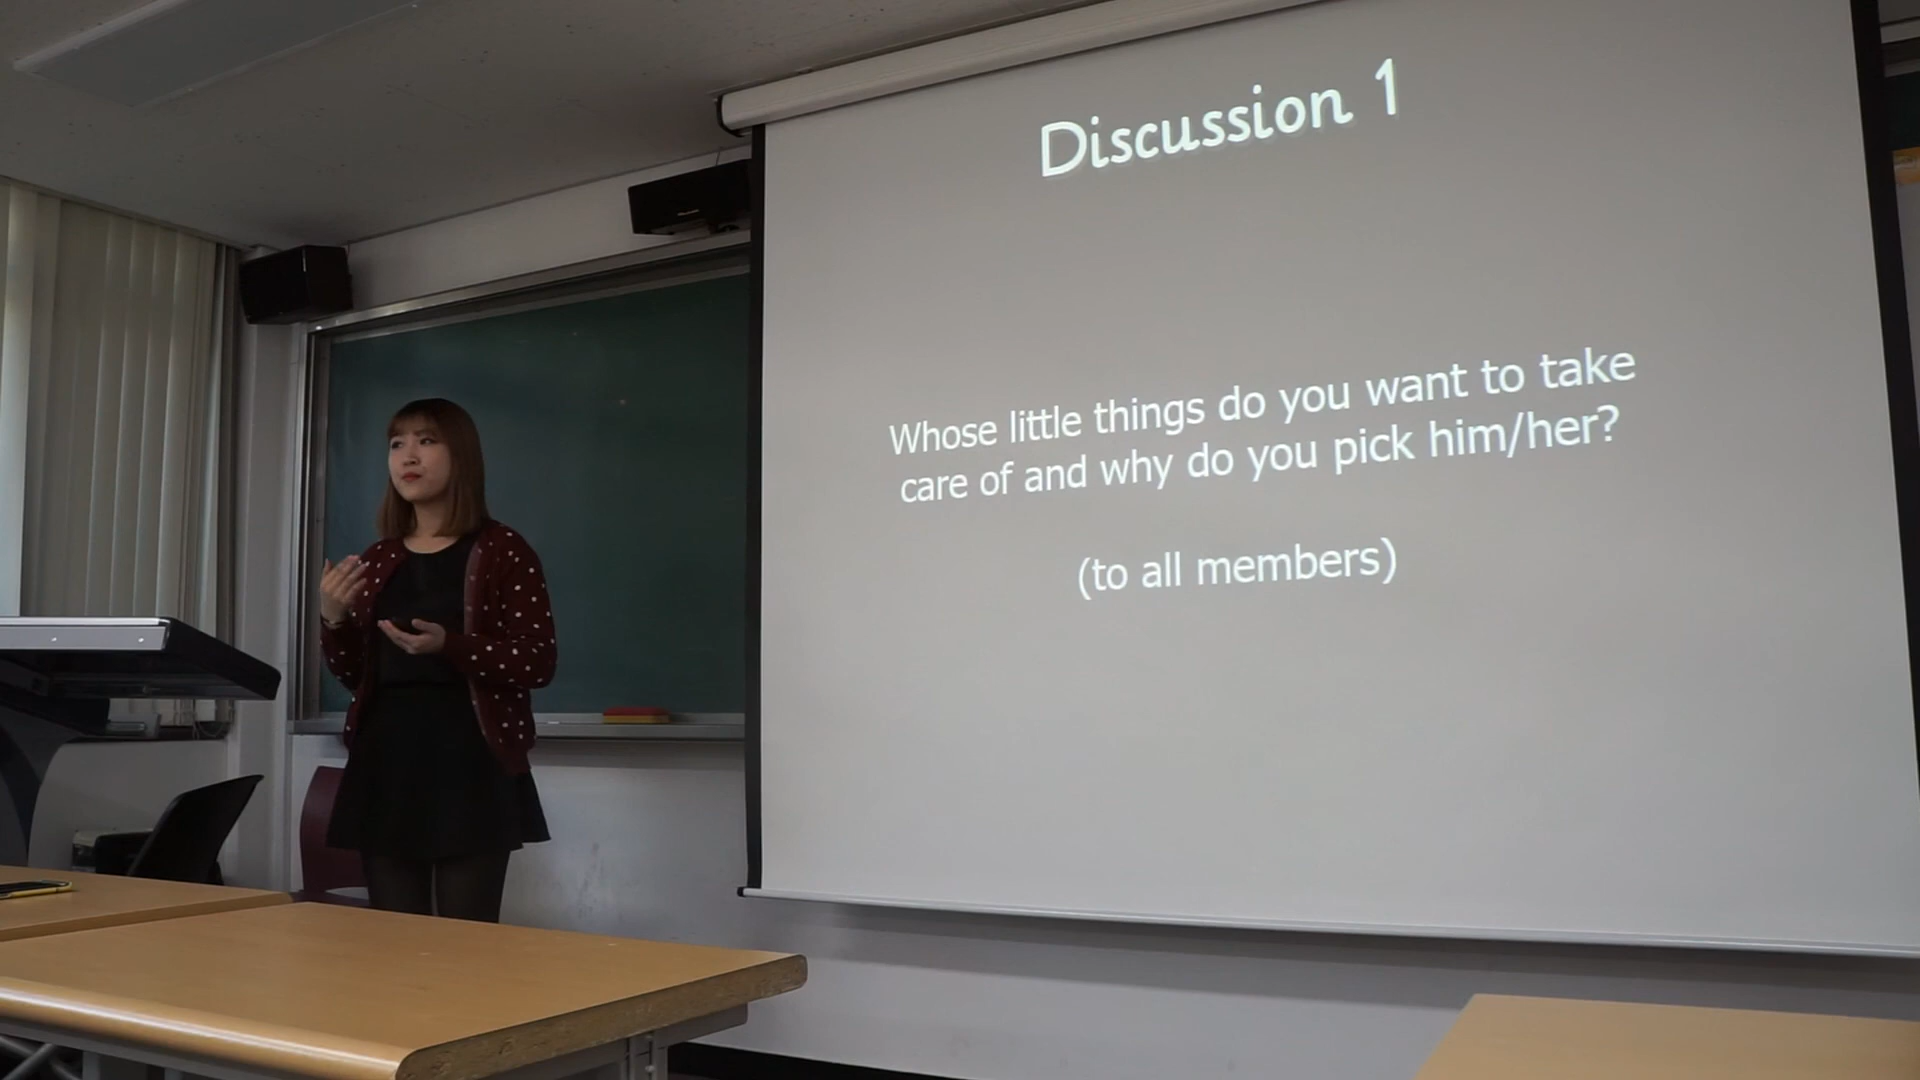 Discussion 1
Whose little things do you want to take
care of and why do you pick him/her?
(to all members)